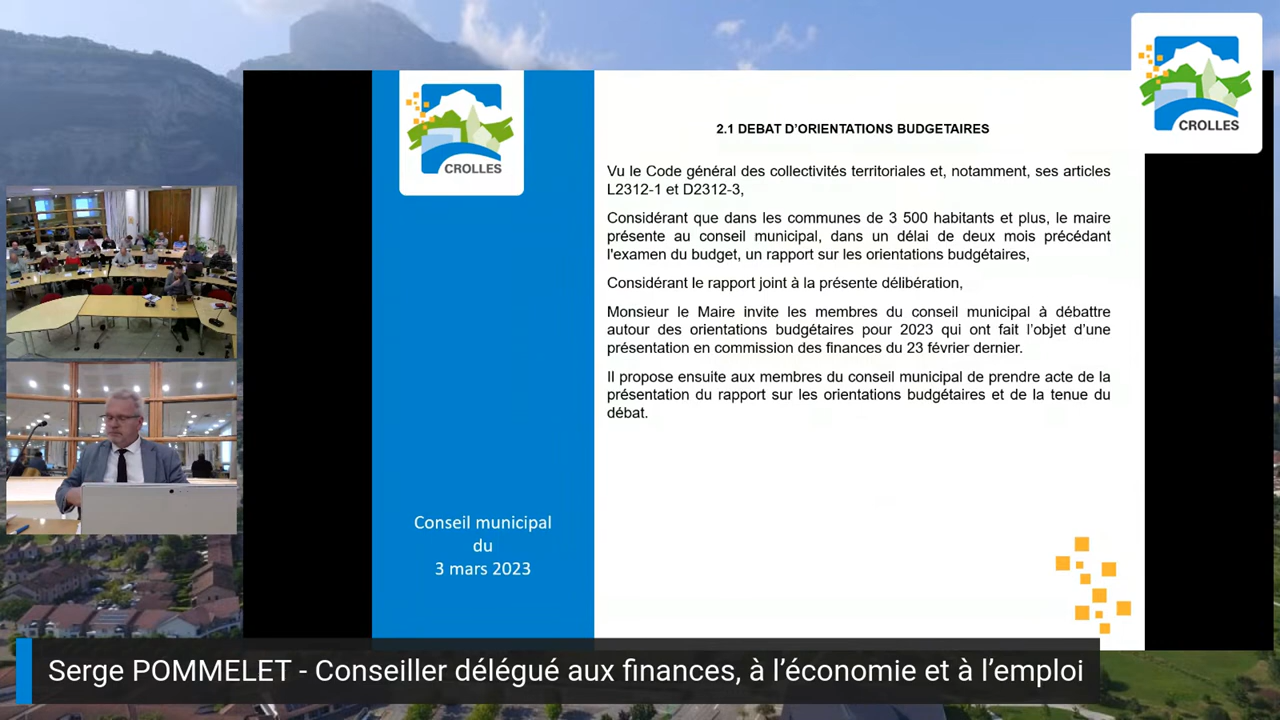 CROLLES
CROLLES
2.1 DEBAT D'ORIENTATIONS BUDGETAIRES
Vu le Code général des collectivités territoriales et, notamment, ses articles
L2312-1 et D2312-3,
Considérant que dans les communes de 3 500 habitants et plus, le maire
présente au conseil municipal, dans un délai de deux mois précédant
l'examen du budget, un rapport sur les orientations budgétaires,
Considérant le rapport joint à la présente délibération,
Monsieur le Maire invite les membres du conseil municipal à débattre
autour des orientations budgétaires pour 2023 qui ont fait l'objet d'une
présentation en commission des finances du 23 février dernier.
Il propose ensuite aux membres du conseil municipal de prendre acte de la
présentation du rapport sur les orientations budgétaires et de la tenue du
débat.
Conseil municipal
du
3 mars 2023
Serge POMMELET - Conseiller délégué aux finances, à l'économie et à l'emploi